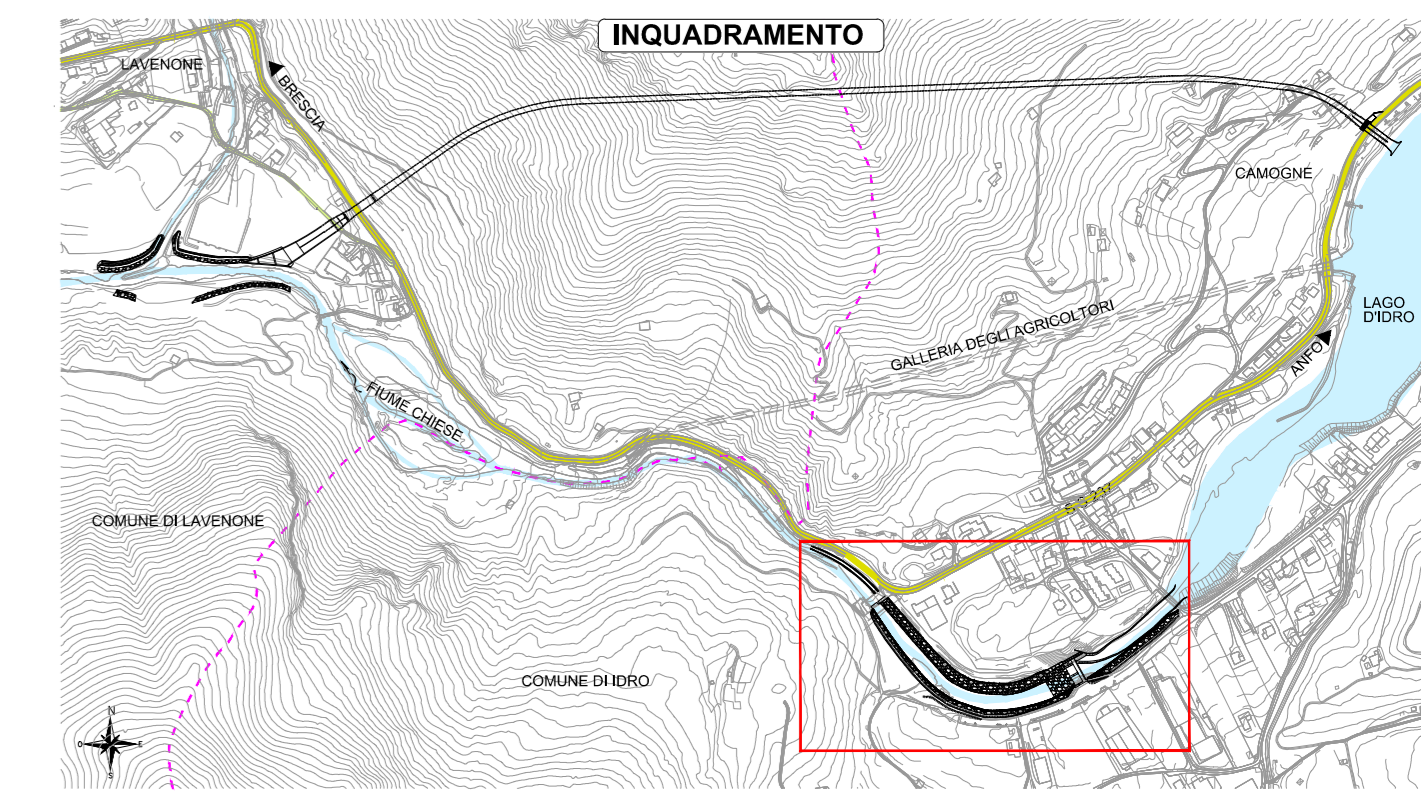 INQUADRAMENTO
LAVENONE
BRESCIA
CAMOGNE
LAGO
D'IDRO
GALLERIA DEGLI AGRICOLTORI
ANFO
FIUME CHIESE
COMUNE DI LAVENONE
COMUNE DI IDRO
N
O
E
S